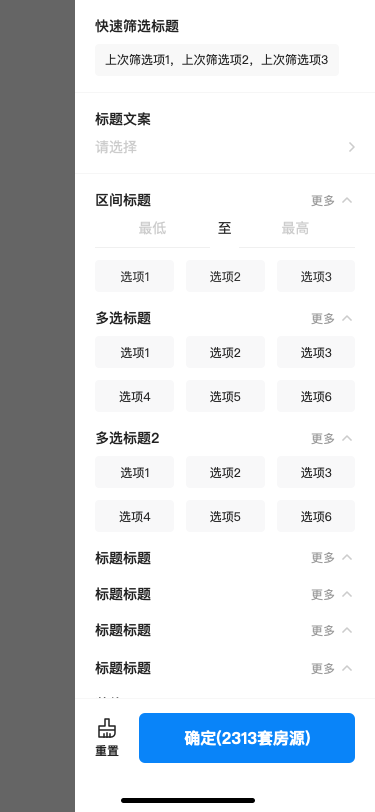 快速筛选标题
上次筛选项1，上次筛选项2，上次筛选项3
标题文案
请选择
区间标题 更多
最低 至 最高
选项1 选项2 选项3
多选标题 更多
选项1 选项2 选项3
选项4 选项5 选项6
多选标题2 更多
选项1 选项2 选项3
选项4 选项5 选项6
标题标题 更多
标题标题 更多
标题标题 更多
标题标题 更多
重置 确定(2313套房源)